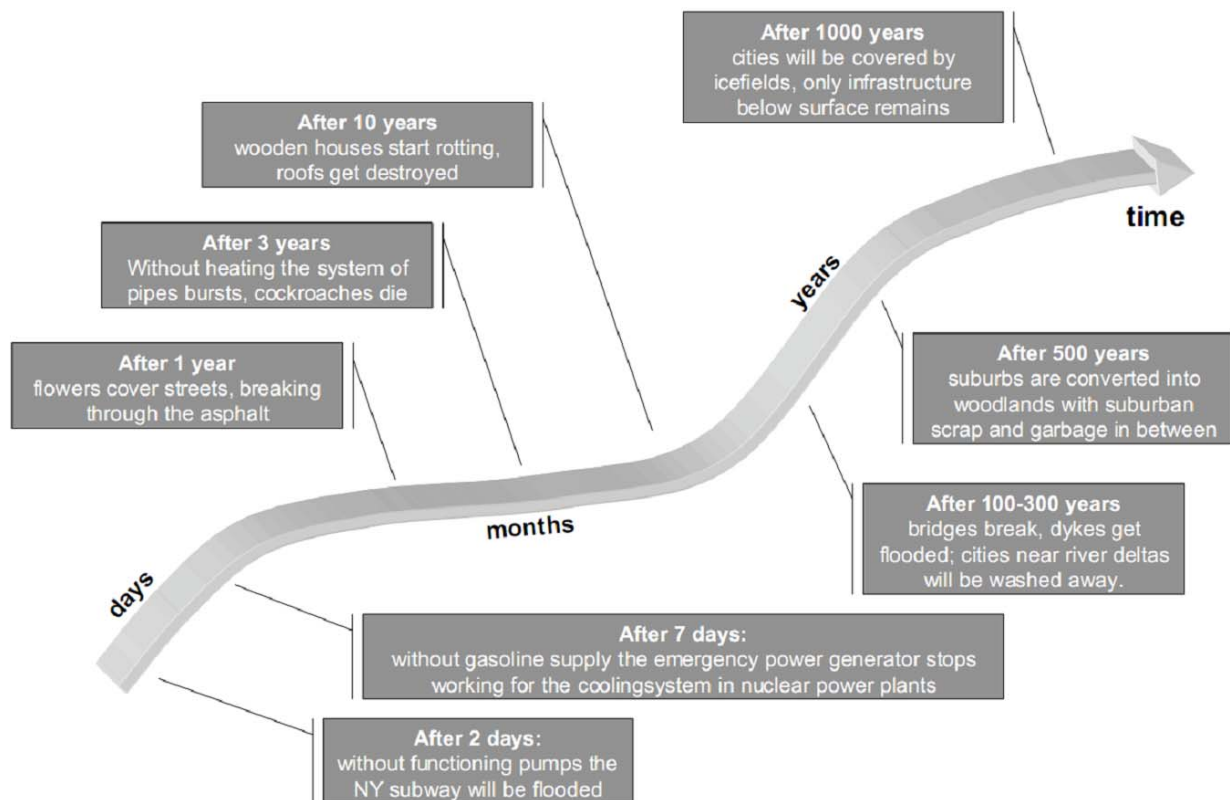 After 1000 years
cities will be covered by
icefields, only infrastructure
below surface remains
After 10 years
wooden houses start rotting,
roofs get destroyed
time
After 3 years
Without heating the system of
pipes bursts, cockroaches die
years
After 1 year
flowers cover streets, breaking
through the asphalt
After 500 years
suburbs are converted into
woodlands with suburban
scrap and garbage in between
months
After 100-300 years
bridges break, dykes get
flooded; cities near river deltas
will be washed away.
days
After 7 days:
without gasoline supply the emergency power generator stops
working for the coolingsystem in nuclear power plants
After 2 days:
without functioning pumps the
NY subway will be flooded